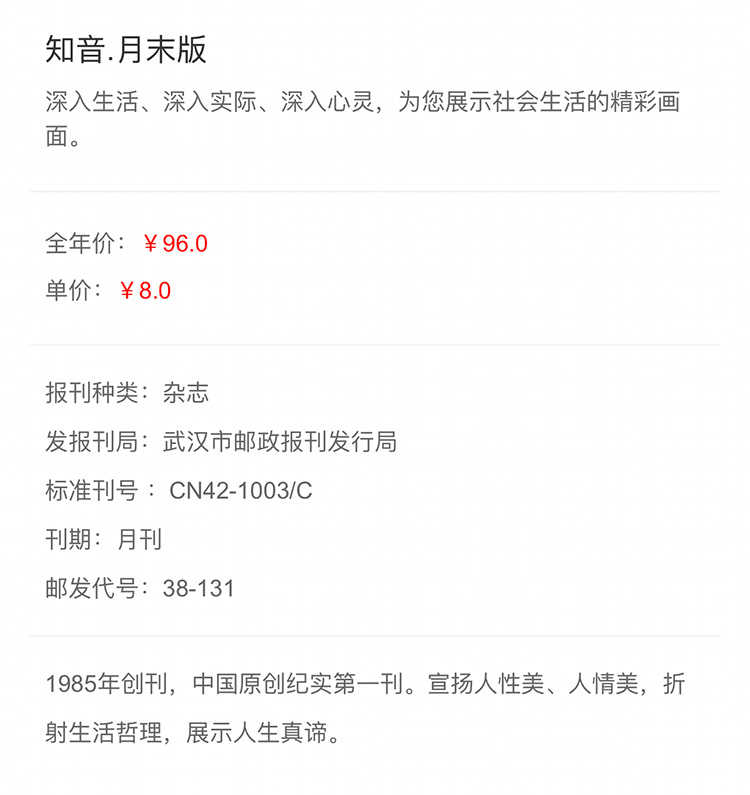 知音.月末版
深入生活、深入实际、深入心灵，为您展示社会生活的精彩画
面。
全年价：￥96.0
单价：￥8.0
报刊种类：杂志
发报刊局：武汉市邮政报刊发行局
标准刊号 ：CN42-1003/C
刊期：月刊
邮发代号：38-131
1985年创刊，中国原创纪实第一刊。宣扬人性美、人情美，折
射生活哲理，展示人生真谛。